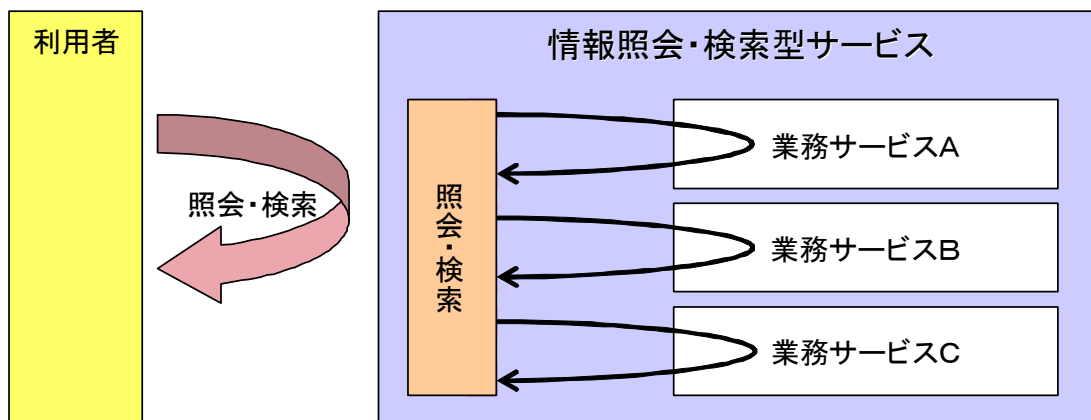 利用者
情報照会・検索型サービス
照会・検索
照会・検索
業務サービスA
業務サービスB
業務サービスC